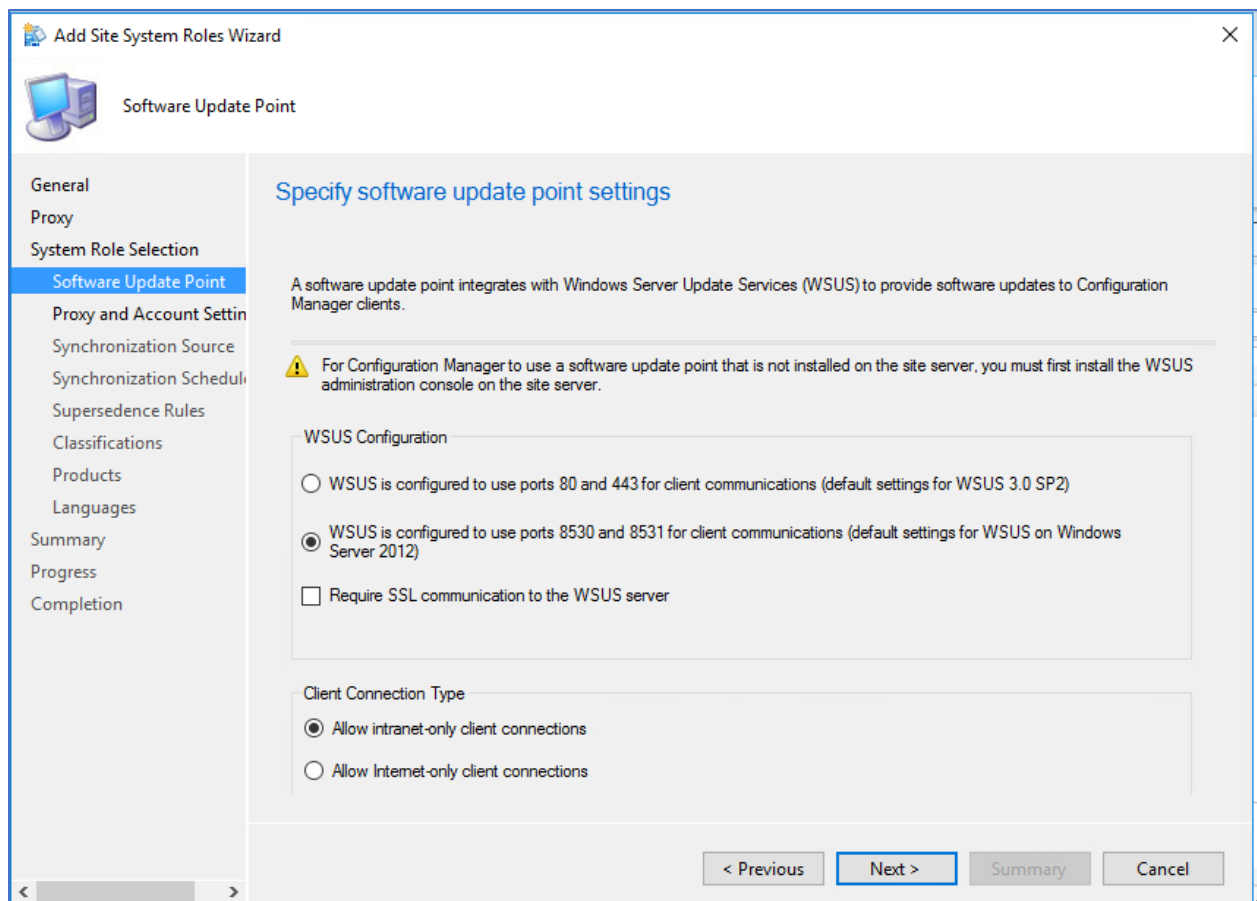 Add Site System Roles Wizard
Software Update Point
General
Proxy
System Role Selection
Software Update Point
Proxy and Account Settin
Synchronization Source
Synchronization Schedul
Supersedence Rules
Classifications
Products
Languages
Summary
Progress
Completion
Specify software update point settings
A software update point integrates with Windows Server Update Services (WSUS) to provide software updates to Configuration
Manager clients.
For Configuration Manager to use a software update point that is not installed on the site server, you must first install the WSUS
administration console on the site server.
WSUS Configuration
WSUS is configured to use ports 80 and 443 for client communications (default settings for WSUS 3.0 SP2)
WSUS is configured to use ports 8530 and 8531 for client communications (default settings for WSUS on Windows
Server 2012)
Require SSL communication to the WSUS server
Client Connection Type
Allow intranet-only client connections
Allow Internet-only client connections
< Previous
Next >
Summary
Cancel